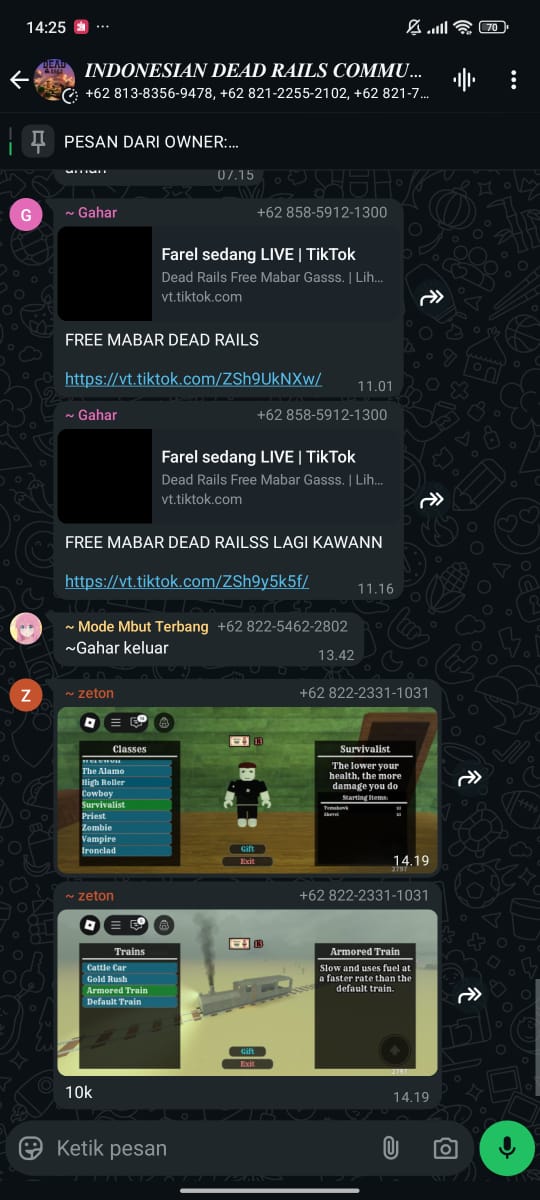 14:25
70
INDONESIAN DEAD RAILS COMMU...
+62 813-8356-9478, +62 821-2255-2102, +62 821-7...
PESAN DARI OWNER:...
aman
07.15
G
~ Gahar +62 858-5912-1300
Farel sedang LIVE | TikTok
Dead Rails Free Mabar Gasss. | Lih...
vt.tiktok.com
FREE MABAR DEAD RAILS
https://vt.tiktok.com/ZSh9UkNXw/
11.01
~ Gahar +62 858-5912-1300
Farel sedang LIVE | TikTok
Dead Rails Free Mabar Gasss. | Lih...
vt.tiktok.com
FREE MABAR DEAD RAILSS LAGI KAWANN
https://vt.tiktok.com/ZSh9y5k5f/
11.16
~ Mode Mbut Terbang +62 822-5462-2802
~Gahar keluar
13.42
Z
~ zeton +62 822-2331-1031
Classes
Werewolf
The Alamo
High Roller
Cowboy
Survivalist
Priest
Zombie
Vampire
Ironclad
13
Gift
Exit
Survivalist
The lower your
health, the more
damage you do
Starting Items:
Tomahawk x1
Shovel x1
14.19
~ zeton +62 822-2331-1031
Trains
Cattle Car
Gold Rush
Armored Train
Default Train
13
Gift
Exit
Armored Train
Slow and uses fuel at
a faster rate than the
default train.
10k
14.19
Ketik pesan